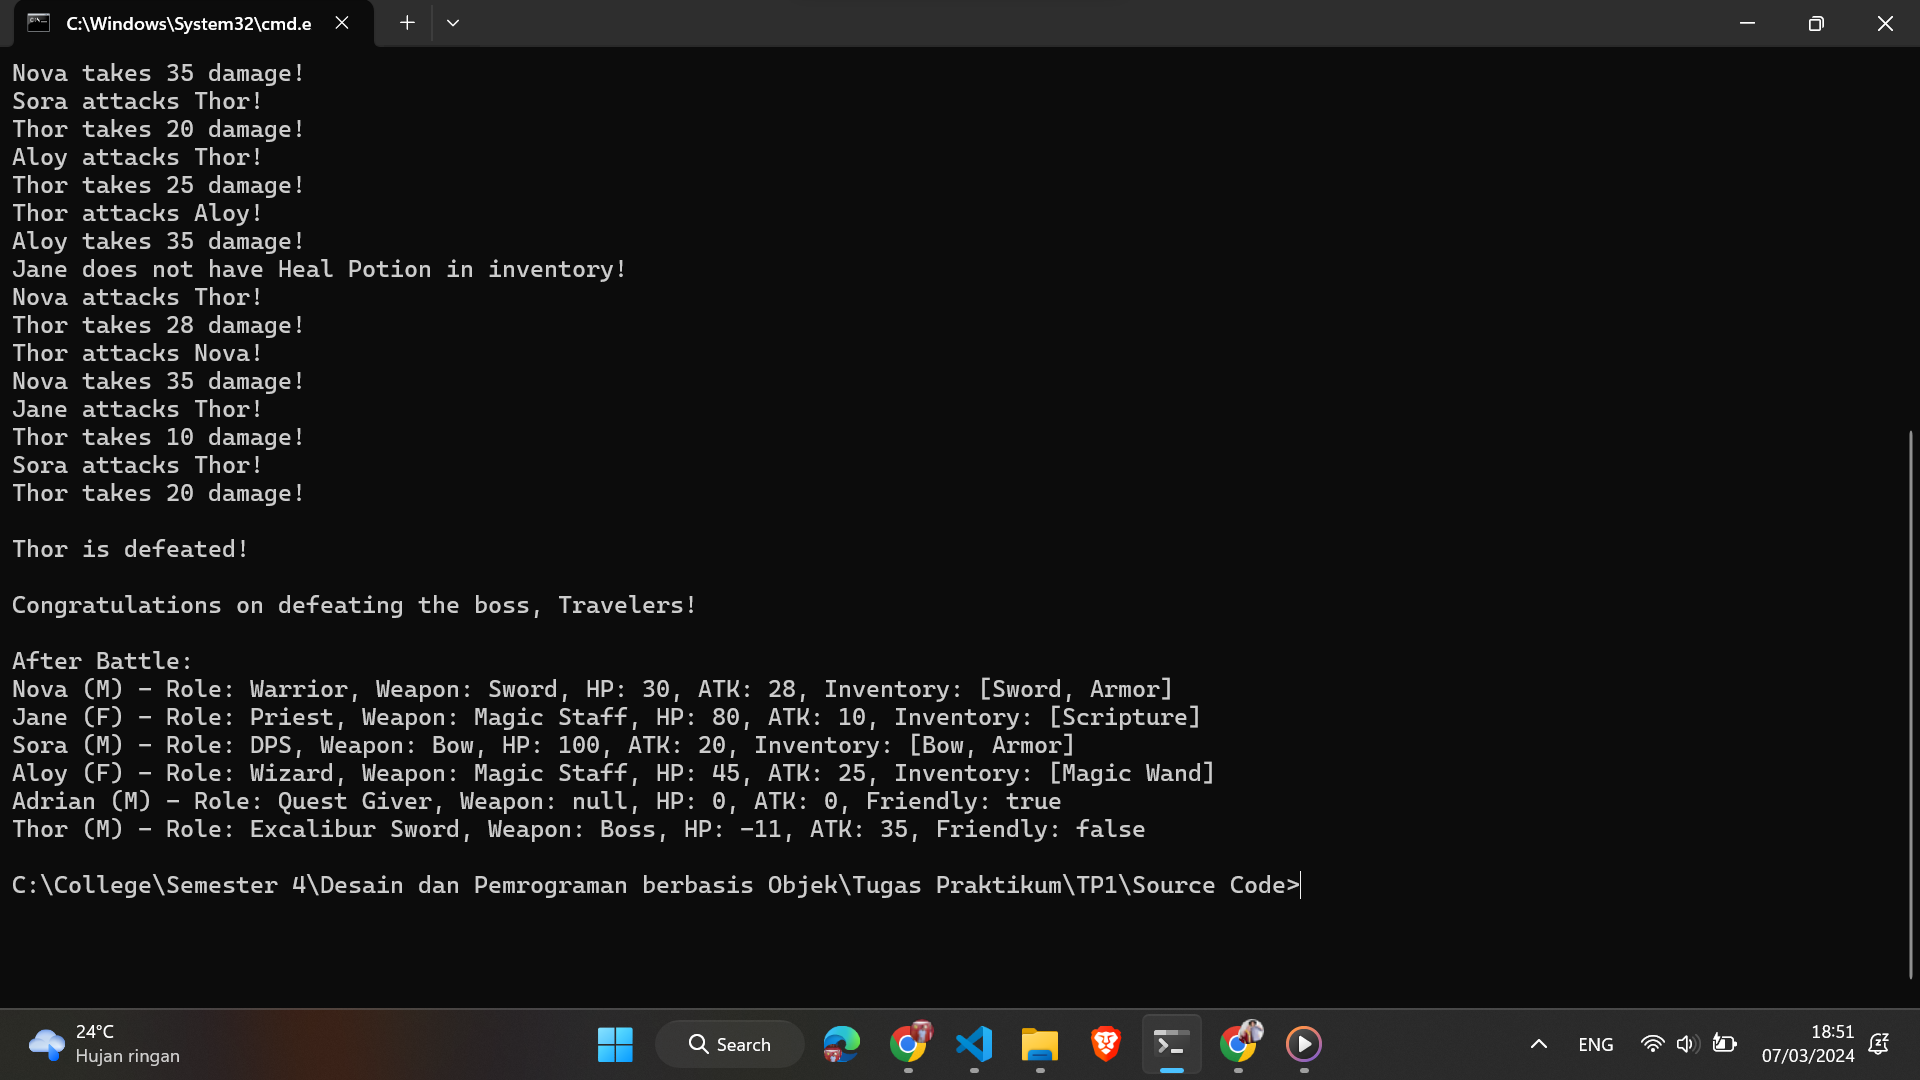 C:\Windows\System32\cmd.e
Nova takes 35 damage!
Sora attacks Thor!
Thor takes 20 damage!
Aloy attacks Thor!
Thor takes 25 damage!
Thor attacks Aloy!
Aloy takes 35 damage!
Jane does not have Heal Potion in inventory!
Nova attacks Thor!
Thor takes 28 damage!
Thor attacks Nova!
Nova takes 35 damage!
Jane attacks Thor!
Thor takes 10 damage!
Sora attacks Thor!
Thor takes 20 damage!
Thor is defeated!
Congratulations on defeating the boss, Travelers!
After Battle:
Nova (M) - Role: Warrior, Weapon: Sword, HP: 30, ATK: 28, Inventory: [Sword, Armor]
Jane (F) - Role: Priest, Weapon: Magic Staff, HP: 80, ATK: 10, Inventory: [Scripture]
Sora (M) - Role: DPS, Weapon: Bow, HP: 100, ATK: 20, Inventory: [Bow, Armor]
Aloy (F) - Role: Wizard, Weapon: Magic Staff, HP: 45, ATK: 25, Inventory: [Magic Wand]
Adrian (M) - Role: Quest Giver, Weapon: null, HP: 0, ATK: 0, Friendly: true
Thor (M) - Role: Excalibur Sword, Weapon: Boss, HP: -11, ATK: 35, Friendly: false
C:\College\Semester 4\Desain dan Pemrograman berbasis Objek\Tugas Praktikum\TP1\Source Code>
24°C
Hujan ringan
Search
ENG
18:51
07/03/2024